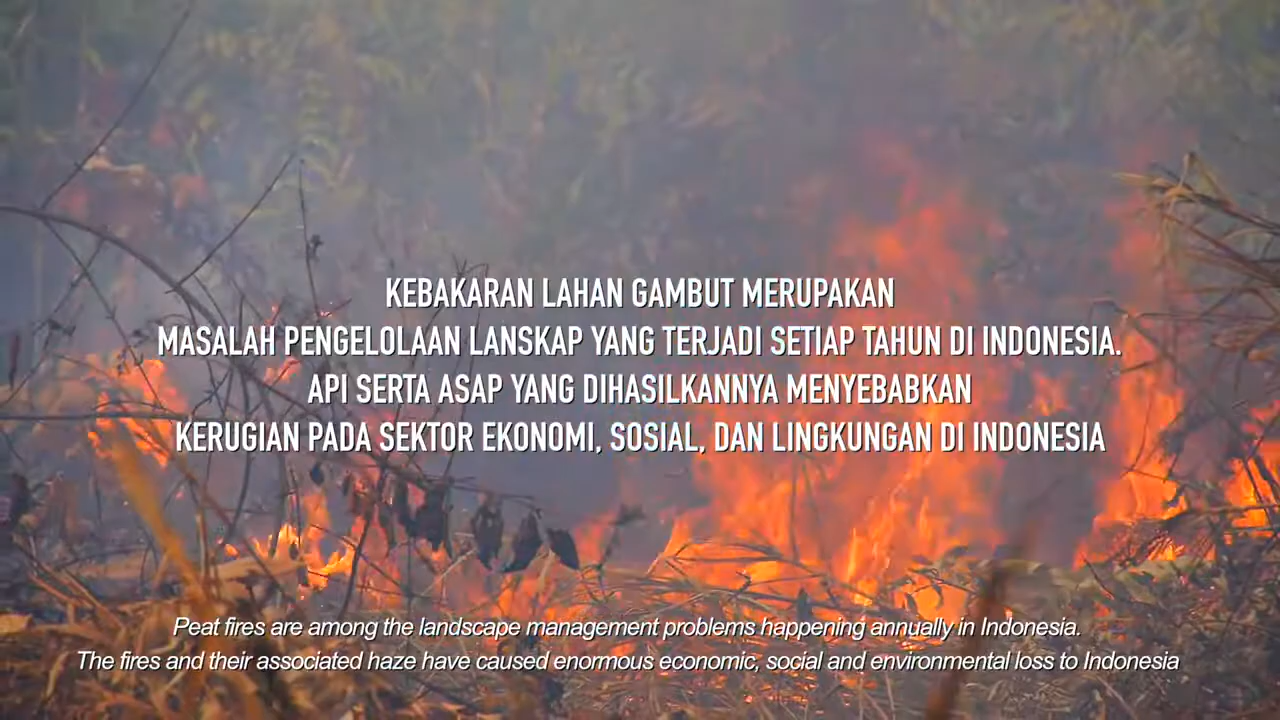 KEBAKARAN LAHAN GAMBUT MERUPAKAN
MASALAH PENGELOLAAN LANSKAP YANG TERJADI SETIAP TAHUN DI INDONESIA.
API SERTA ASAP YANG DIHASILKANNYA MENYEBABKAN
KERUGIAN PADA SEKTOR EKONOMI, SOSIAL, DAN LINGKUNGAN DI INDONESIA
Peat fires are among the landscape management problems happening annually in Indonesia.
The fires and their associated haze have caused enormous economic, social and environmental loss to Indonesia